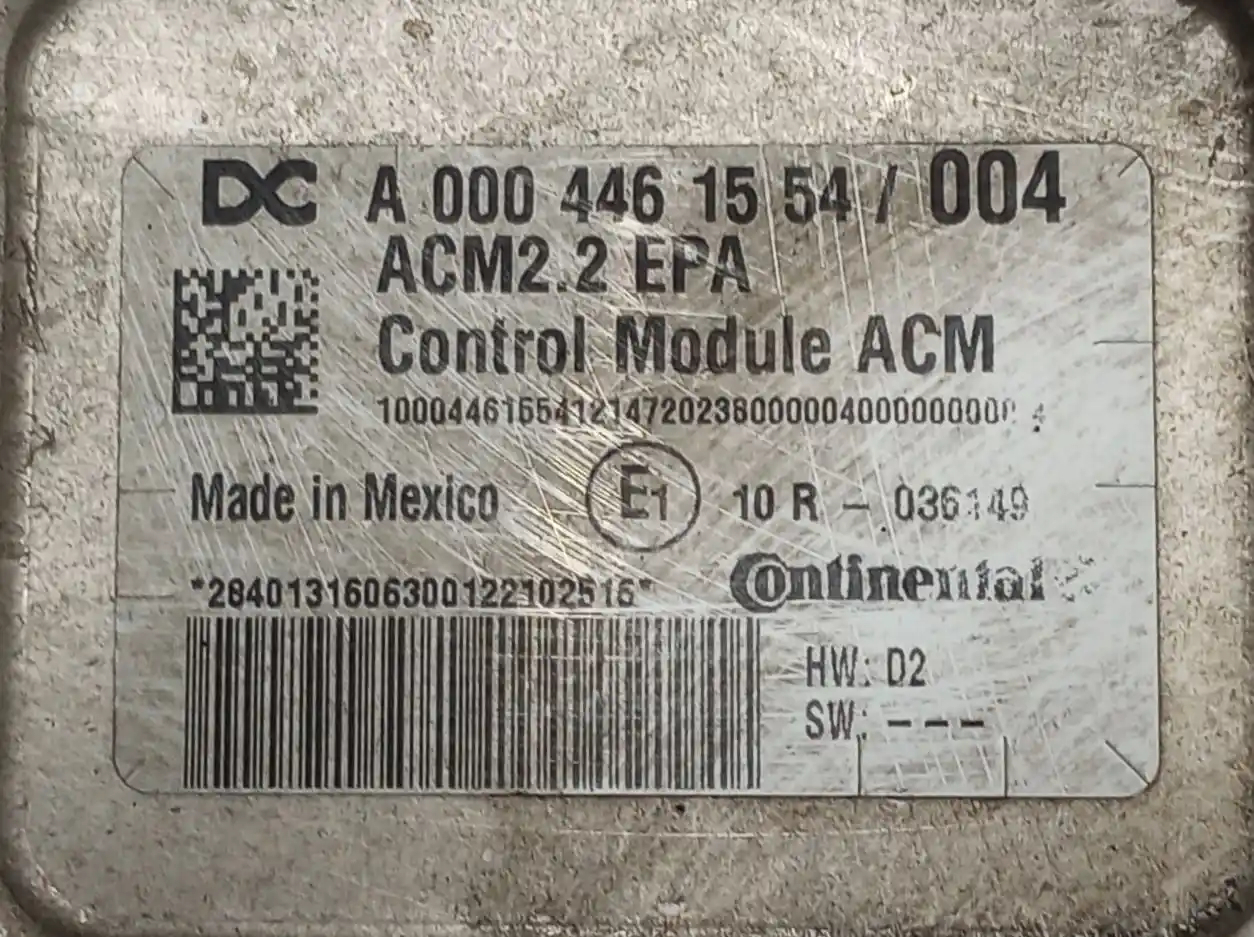 DC A 000 446 15 54 / 004
ACM2.2 EPA
Control Module ACM
Made in Mexico E1 10 R - 036149
*2840131606300122102516* Continental
HW: D2
SW: ---